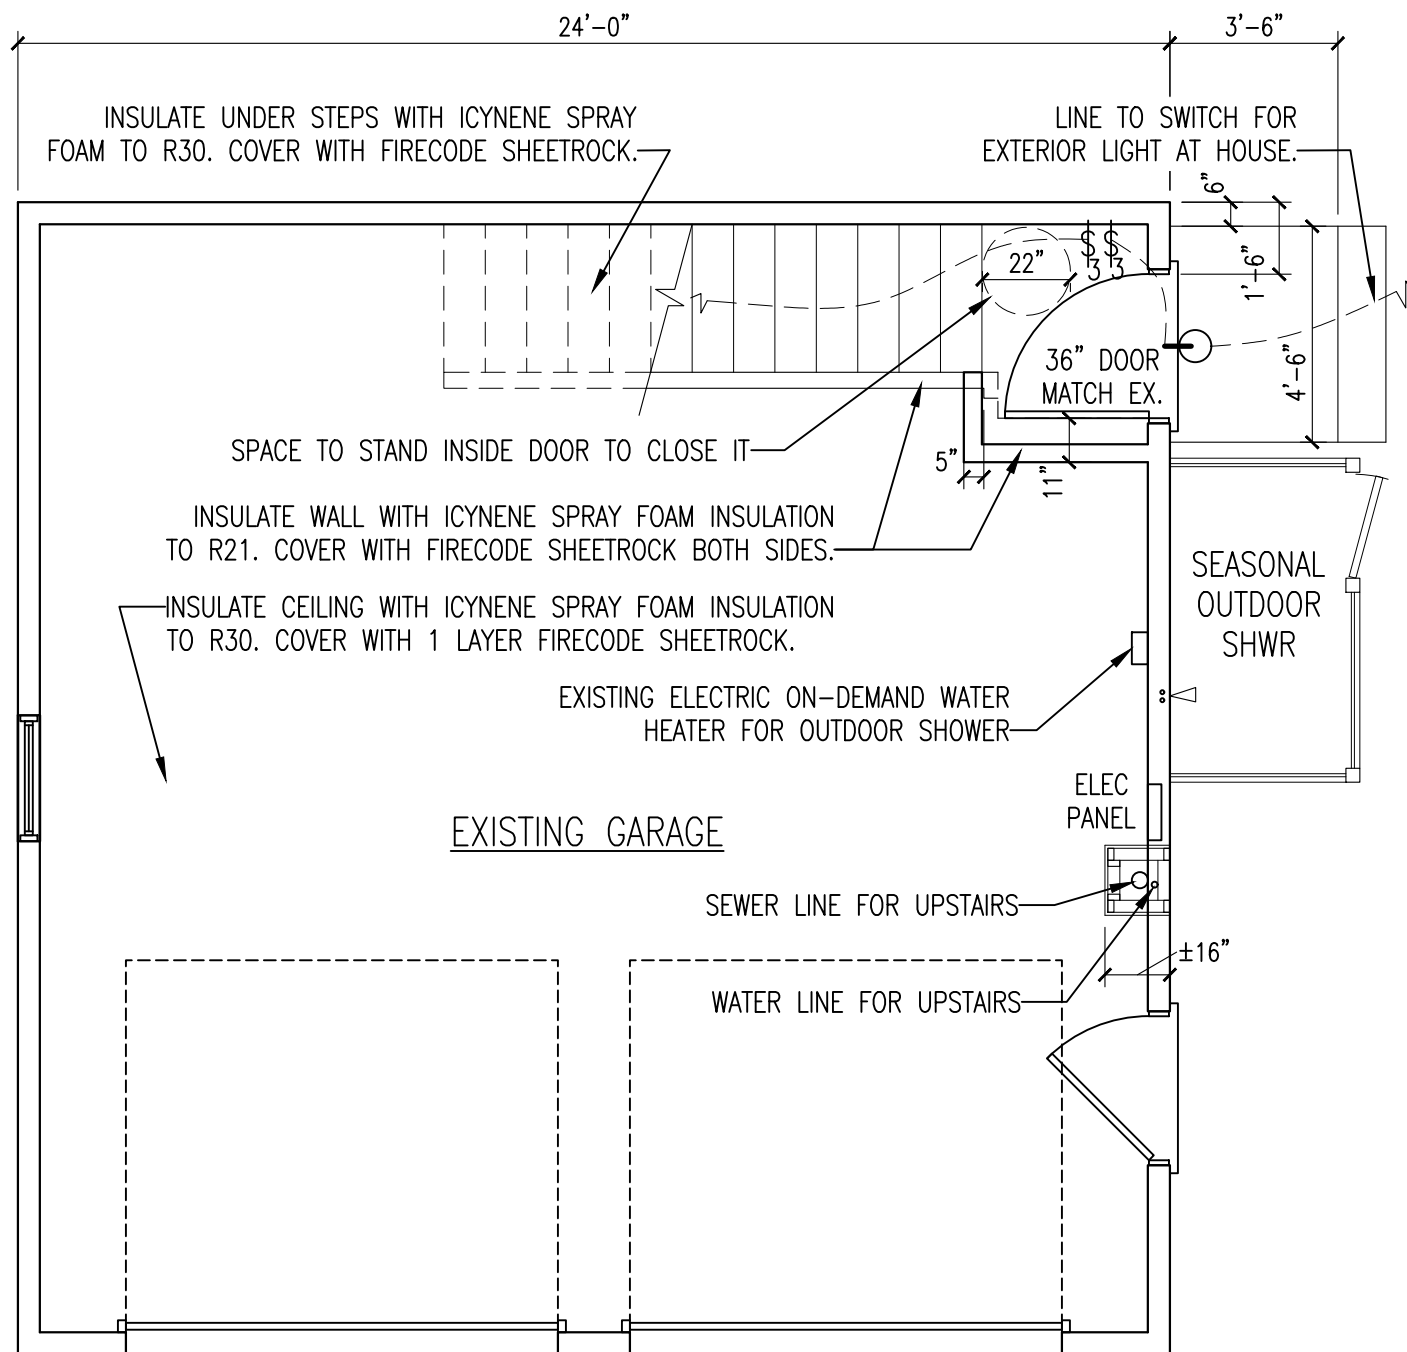 24'-0"
3'-6"
INSULATE UNDER STEPS WITH ICYNENE SPRAY
FOAM TO R30. COVER WITH FIRECODE SHEETROCK.
LINE TO SWITCH FOR
EXTERIOR LIGHT AT HOUSE.
6"
1'-6"
$ $
3 3
22"
4'-6"
36" DOOR
MATCH EX.
SPACE TO STAND INSIDE DOOR TO CLOSE IT
5"
11"
INSULATE WALL WITH ICYNENE SPRAY FOAM INSULATION
TO R21. COVER WITH FIRECODE SHEETROCK BOTH SIDES.
SEASONAL
OUTDOOR
SHWR
INSULATE CEILING WITH ICYNENE SPRAY FOAM INSULATION
TO R30. COVER WITH 1 LAYER FIRECODE SHEETROCK.
EXISTING ELECTRIC ON-DEMAND WATER
HEATER FOR OUTDOOR SHOWER
ELEC
PANEL
EXISTING GARAGE
SEWER LINE FOR UPSTAIRS
±16"
WATER LINE FOR UPSTAIRS